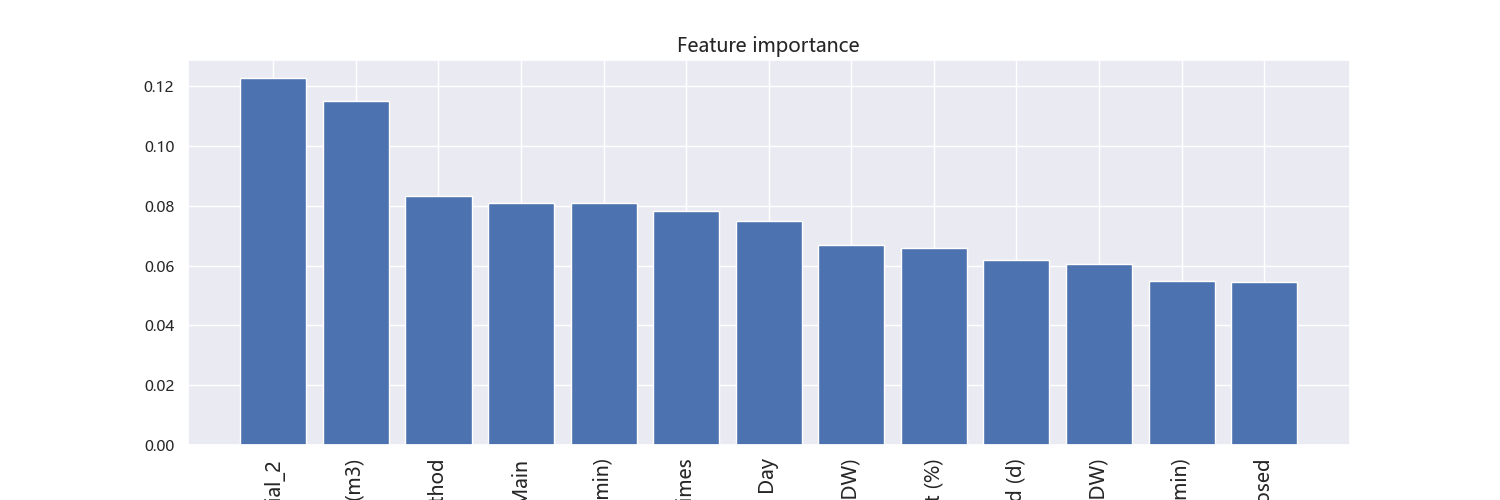 Feature importance
0.12
0.10
0.08
0.06
0.04
0.02
0.00
ial_2
(m3)
thod
Main
min)
imes
Day
DW)
t (%)
d (d)
DW)
min)
osed